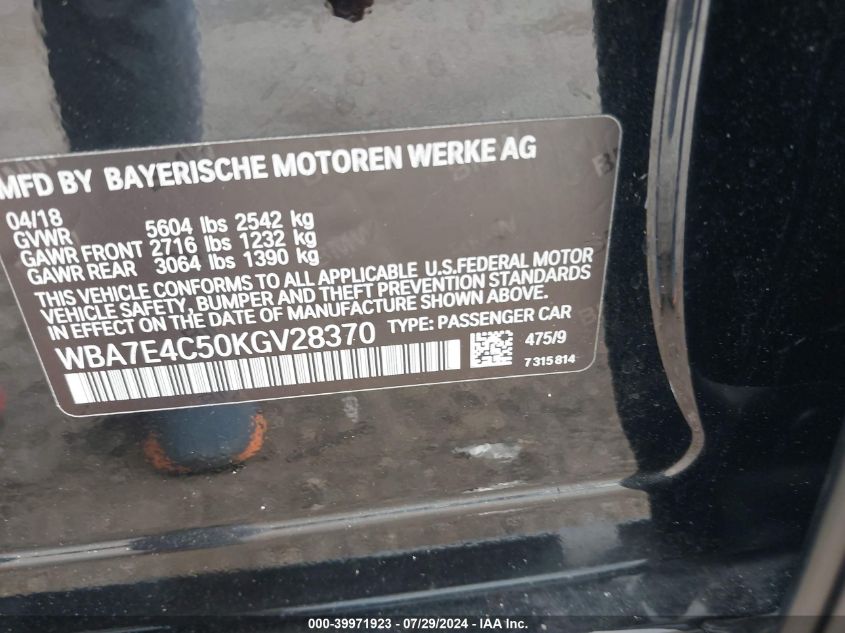 MFD BY BAYERISCHE MOTOREN WERKE AG
04/18
GVWR 5604 lbs 2542 kg
GAWR FRONT 2716 lbs 1232 kg
GAWR REAR 3064 lbs 1390 kg
THIS VEHICLE CONFORMS TO ALL APPLICABLE U.S.FEDERAL MOTOR
VEHICLE SAFETY, BUMPER AND THEFT PREVENTION STANDARDS
IN EFFECT ON THE DATE OF MANUFACTURE SHOWN ABOVE.
WBA7E4C50KGV28370 TYPE: PASSENGER CAR
475/9
7 315 814
000-39971923 - 07/29/2024 - IAA Inc.